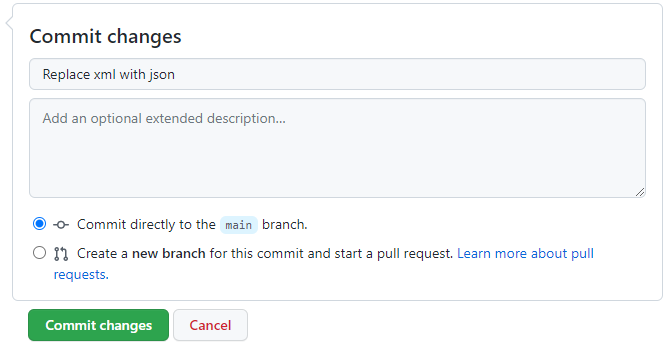 Commit changes
Replace xml with json
Add an optional extended description...
Commit directly to the main branch.
Create a new branch for this commit and start a pull request. Learn more about pull
requests.
Commit changes
Cancel